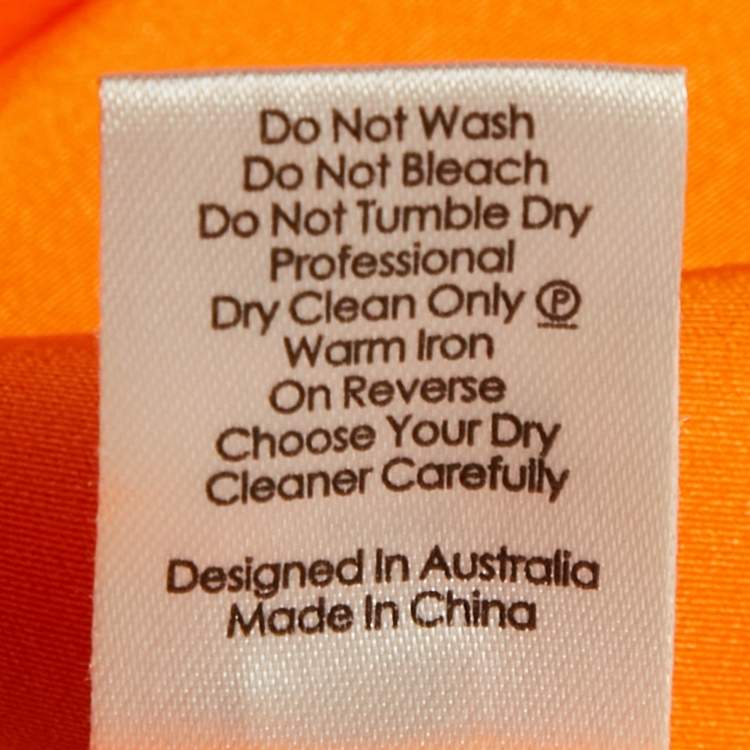 Do Not Wash
Do Not Bleach
Do Not Tumble Dry
Professional
Dry Clean Only Ⓟ
Warm Iron
On Reverse
Choose Your Dry
Cleaner Carefully
Designed In Australia
Made In China